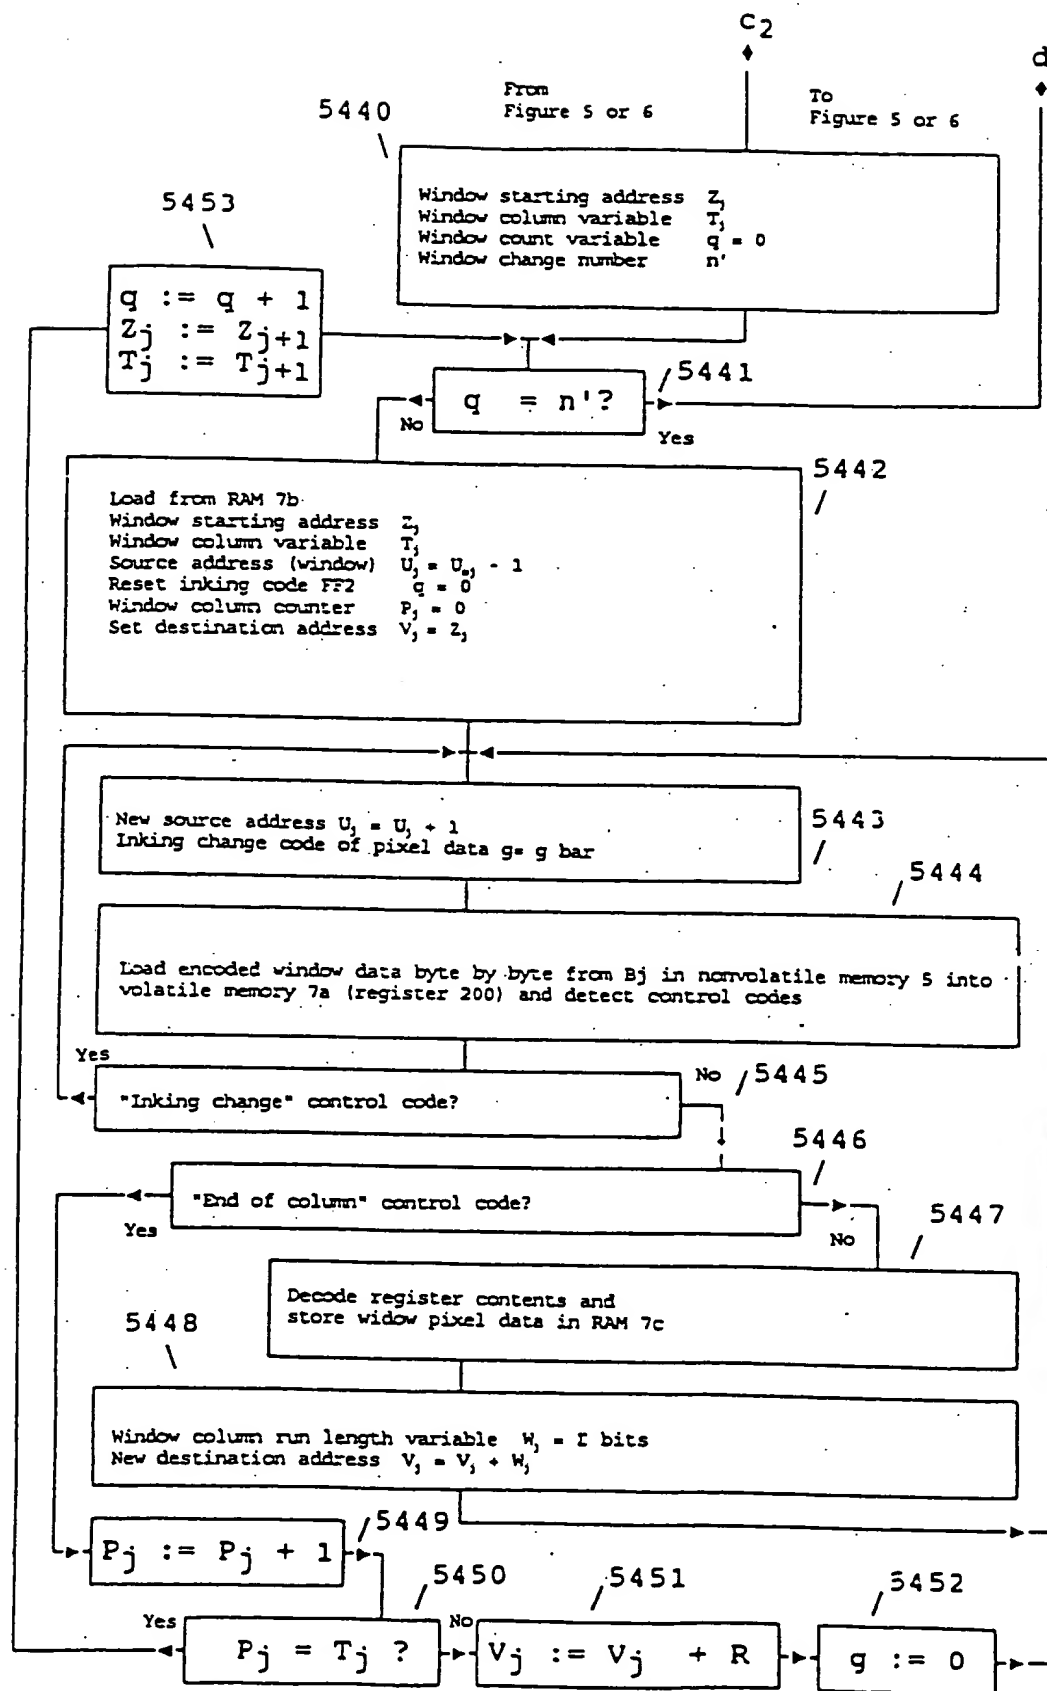 c2
d
From
Figure 5 or 6
To
Figure 5 or 6
5440
Window starting address Zj
Window column variable Tj
Window count variable q = 0
Window change number n'
5453
q := q + 1
Zj := Zj+1
Tj := Tj+1
5441
q = n'?
No
Yes
5442
Load from RAM 7b
Window starting address Zj
Window column variable Tj
Source address (window) Uj = Uoj - 1
Reset inking code FF2 g = 0
Window column counter Pj = 0
Set destination address Vj = Zj
New source address Uj = Uj + 1
Inking change code of pixel data g= g bar
5443
5444
Load encoded window data byte by byte from Bj in nonvolatile memory 5 into
volatile memory 7a (register 200) and detect control codes
Yes
"Inking change" control code?
No
5445
5446
"End of column" control code?
Yes
No
5447
Decode register contents and
store widow pixel data in RAM 7c
5448
Window column run length variable Wj = Σ bits
New destination address Vj = Vj + Wj
Pj := Pj + 1
5449
5450
5451
5452
Yes
Pj = Tj ?
No
Vj := Vj + R
g := 0